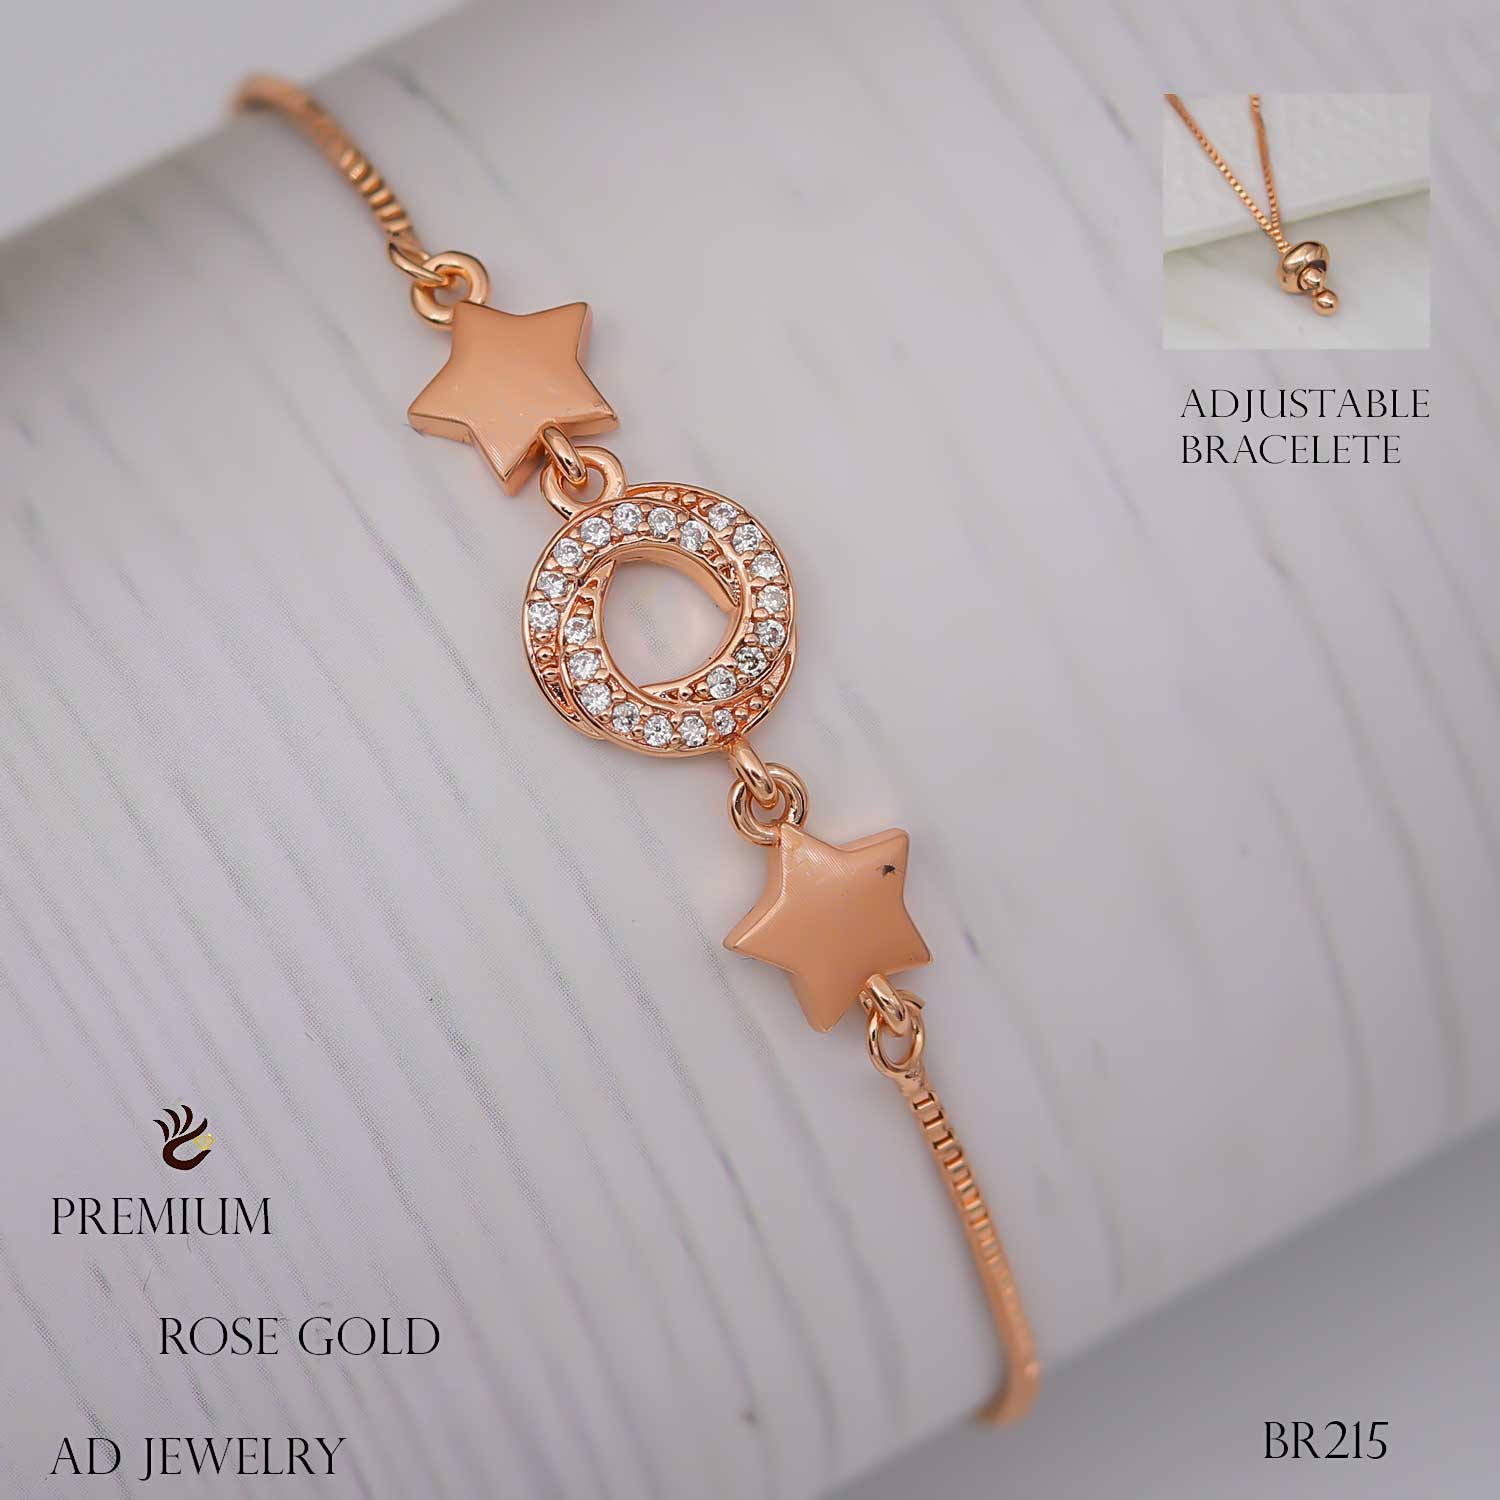 ADJUSTABLE
BRACELETE
PREMIUM
ROSE GOLD
AD JEWELRY
BR215